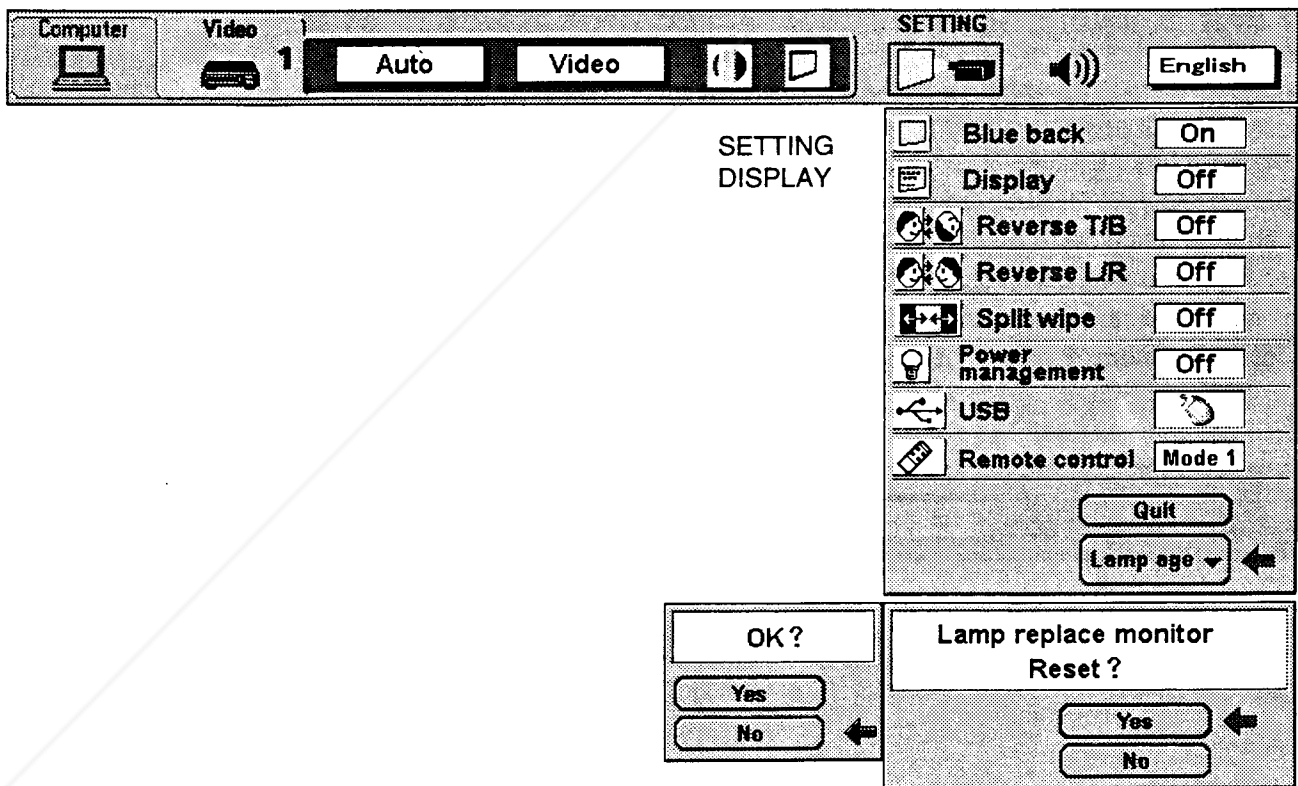 Computer
Video
1
Auto
Video
SETTING
English
SETTING
DISPLAY
Blue back On
Display Off
Reverse T/B Off
Reverse L/R Off
Split wipe Off
Power
management Off
USB
Remote control Mode 1
Quit
Lamp age
OK ?
Yes
No
Lamp replace monitor
Reset ?
Yes
No